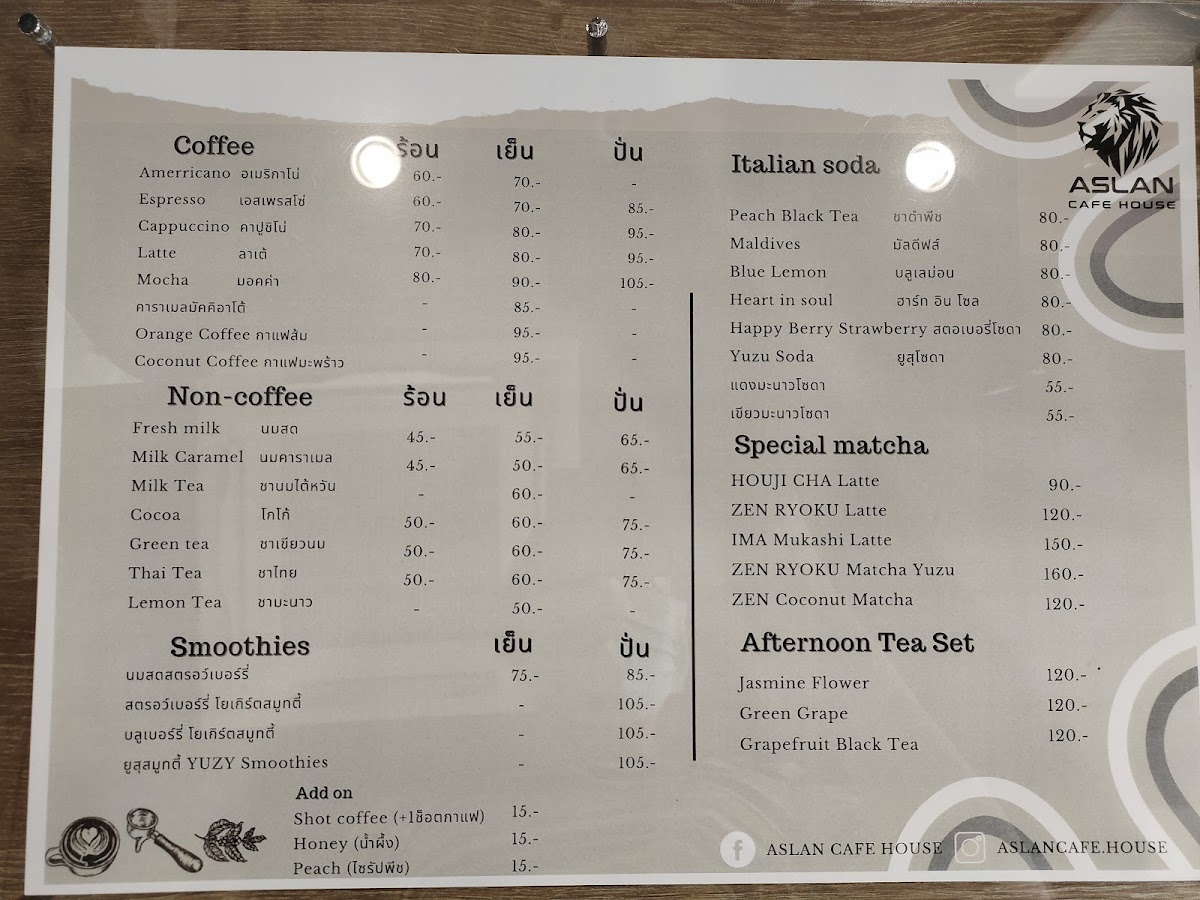 Coffee ร้อน เย็น ปั่น
Amerricano อเมริกาโน่ 60.- 70.- -
Espresso เอสเพรสโซ่ 60.- 70.- 85.-
Cappuccino คาปูชิโน่ 70.- 80.- 95.-
Latte ลาเต้ 70.- 80.- 95.-
Mocha มอคค่า 80.- 90.- 105.-
คาราเมลมัคคิอาโต้ - 85.- -
Orange Coffee กาแฟส้ม - 95.- -
Coconut Coffee กาแฟมะพร้าว - 95.- -
Non-coffee ร้อน เย็น ปั่น
Fresh milk นมสด 45.- 55.- 65.-
Milk Caramel นมคาราเมล 45.- 50.- 65.-
Milk Tea ชานมไต้หวัน - 60.- -
Cocoa โกโก้ 50.- 60.- 75.-
Green tea ชาเขียวนม 50.- 60.- 75.-
Thai Tea ชาไทย 50.- 60.- 75.-
Lemon Tea ชามะนาว - 50.- -
Smoothies เย็น ปั่น
นมสดสตรอว์เบอร์รี่ 75.- 85.-
สตรอว์เบอร์รี่ โยเกิร์ตสมูทตี้ - 105.-
บลูเบอร์รี่ โยเกิร์ตสมูทตี้ - 105.-
ยูสุสมูทตี้ YUZY Smoothies - 105.-
Add on
Shot coffee (+1ช็อตกาแฟ) 15.-
Honey (น้ำผึ้ง) 15.-
Peach (ไซรัปพีช) 15.-
ASLAN
CAFE HOUSE
Italian soda
Peach Black Tea ชาดำพีช 80.-
Maldives มัลดีฟส์ 80.-
Blue Lemon บลูเลม่อน 80.-
Heart in soul ฮาร์ท อิน โซล 80.-
Happy Berry Strawberry สตอเบอรี่โซดา 80.-
Yuzu Soda ยูสุโซดา 80.-
แดงมะนาวโซดา 55.-
เขียวมะนาวโซดา 55.-
Special matcha
HOUJI CHA Latte 90.-
ZEN RYOKU Latte 120.-
IMA Mukashi Latte 150.-
ZEN RYOKU Matcha Yuzu 160.-
ZEN Coconut Matcha 120.-
Afternoon Tea Set
Jasmine Flower 120.-
Green Grape 120.-
Grapefruit Black Tea 120.-
f ASLAN CAFE HOUSE ASLANCAFE.HOUSE